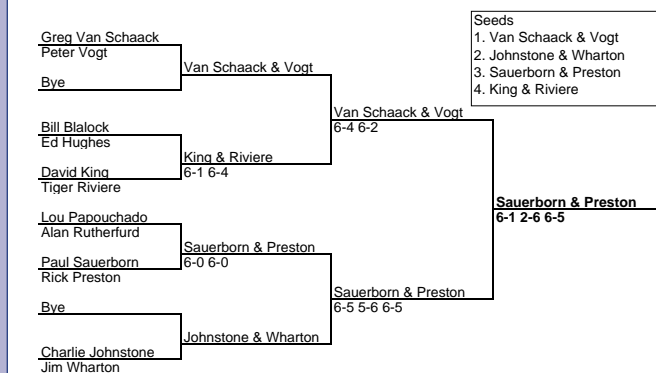 Seeds
1. Van Schaack & Vogt
2. Johnstone & Wharton
3. Sauerborn & Preston
4. King & Riviere
Greg Van Schaack
Peter Vogt
Van Schaack & Vogt
Bye
Van Schaack & Vogt
6-4 6-2
Bill Blalock
Ed Hughes
King & Riviere
6-1 6-4
David King
Tiger Riviere
Sauerborn & Preston
6-1 2-6 6-5
Lou Papouchado
Alan Rutherfurd
Sauerborn & Preston
6-0 6-0
Paul Sauerborn
Rick Preston
Sauerborn & Preston
6-5 5-6 6-5
Bye
Johnstone & Wharton
Charlie Johnstone
Jim Wharton